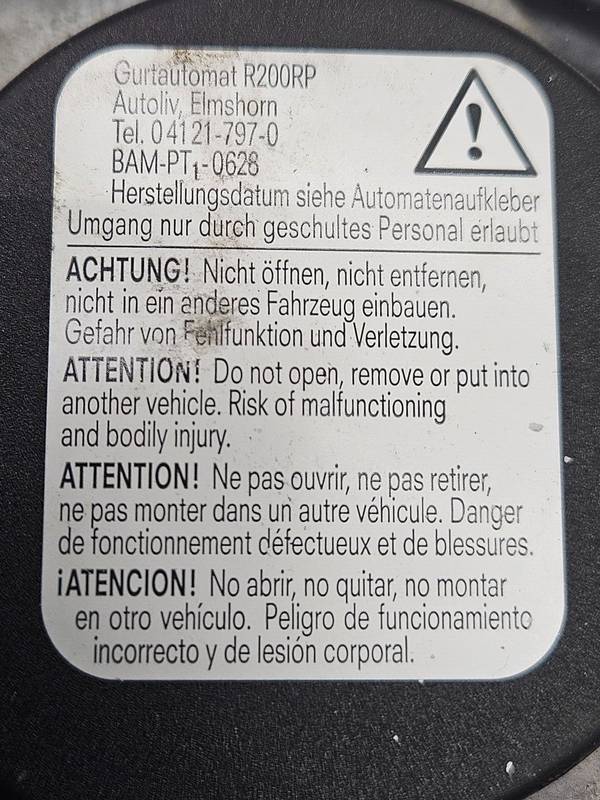 Gurtautomat R200RP
Autoliv, Elmshorn
Tel. 0 41 21-797-0
BAM-PT₁-0628
Herstellungsdatum siehe Automatenaufkleber
Umgang nur durch geschultes Personal erlaubt
ACHTUNG! Nicht öffnen, nicht entfernen,
nicht in ein anderes Fahrzeug einbauen.
Gefahr von Fehlfunktion und Verletzung.
ATTENTION! Do not open, remove or put into
another vehicle. Risk of malfunctioning
and bodily injury.
ATTENTION! Ne pas ouvrir, ne pas retirer,
ne pas monter dans un autre véhicule. Danger
de fonctionnement défectueux et de blessures.
¡ATENCION! No abrir, no quitar, no montar
en otro vehículo. Peligro de funcionamiento
incorrecto y de lesión corporal.